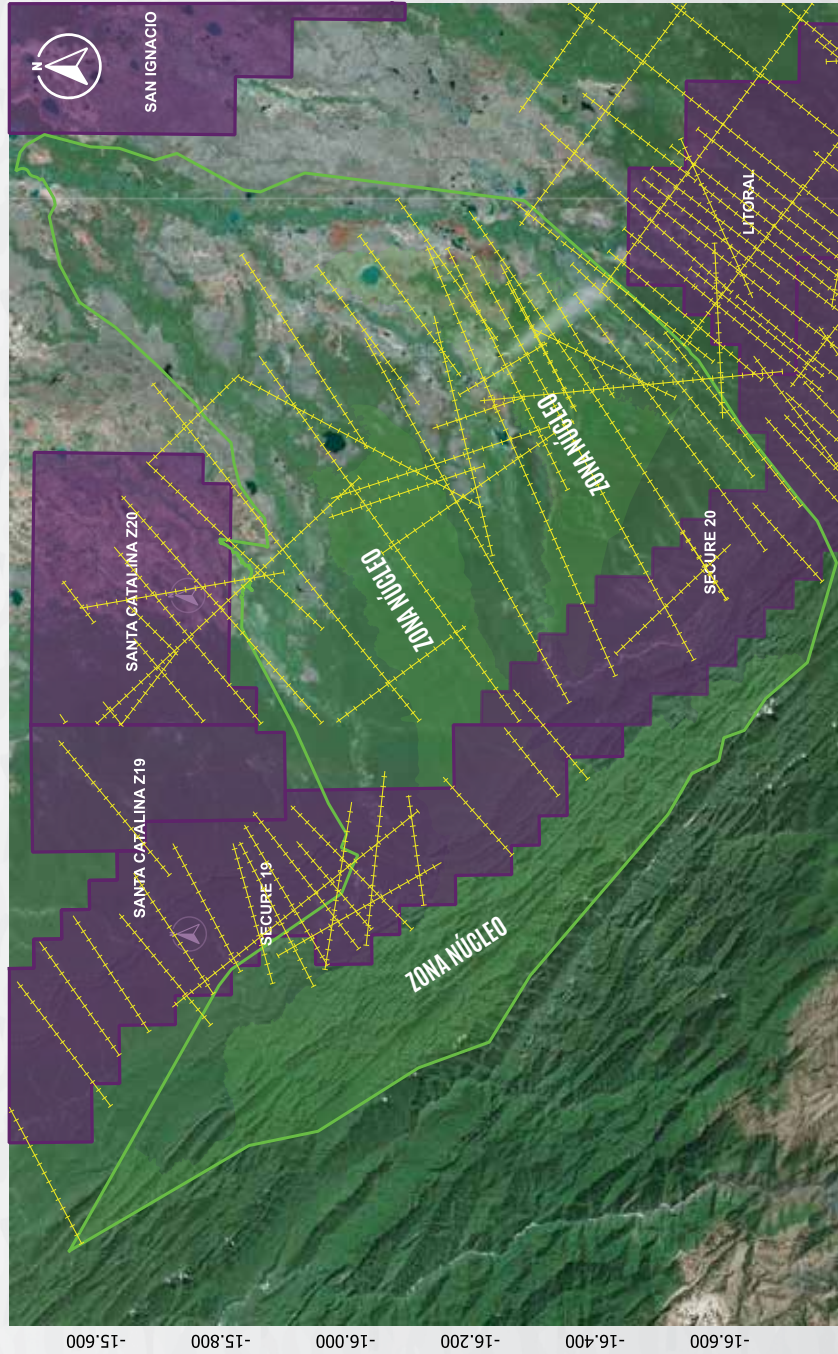 N
SAN IGNACIO
SANTA CATALINA Z20
SANTA CATALINA Z19
SECURE 19
SECURE 20
LITORAL
ZONA NÚCLEO
ZONA NÚCLEO
ZONA NÚCLEO
-15.600
-15.800
-16.000
-16.200
-16.400
-16.600